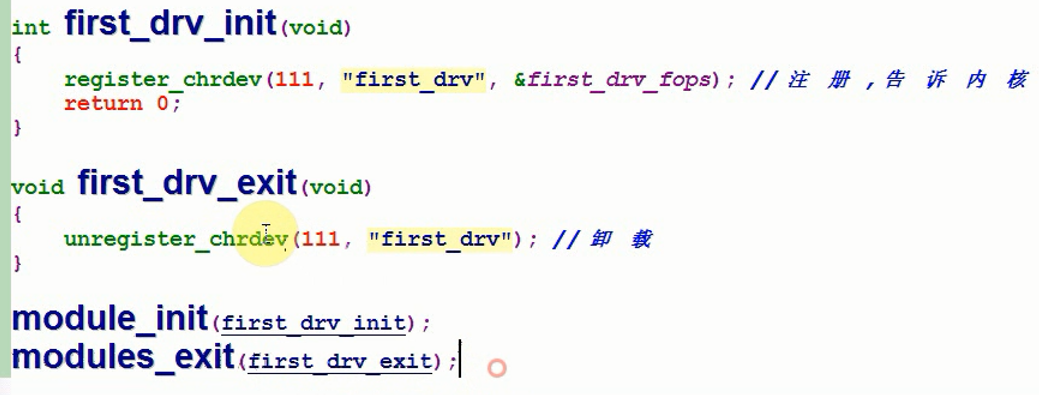 int first_drv_init(void)
{
register_chrdev(111, "first_drv", &first_drv_fops); // 注册,告诉内核
return 0;
}
void first_drv_exit(void)
{
unregister_chrdev(111, "first_drv"); // 卸载
}
module_init(first_drv_init);
modules_exit(first_drv_exit);